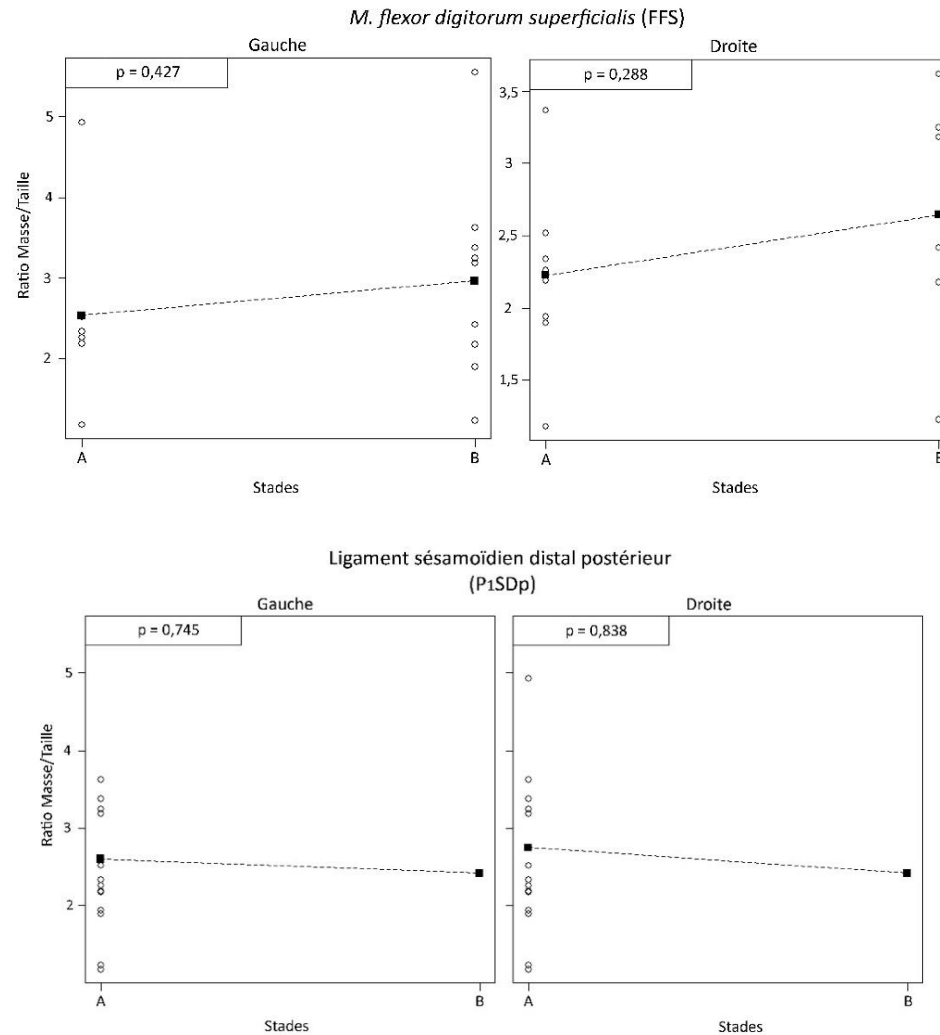 M. flexor digitorum superficialis (FFS)
Gauche
Droite
p = 0,427
p = 0,288
Ratio Masse/Taille
5
4
3
2
3,5
3
2,5
2
1,5
A
B
A
B
Stades
Stades
Ligament sésamoïdien distal postérieur
(P1SDp)
Gauche
Droite
p = 0,745
p = 0,838
Ratio Masse/Taille
5
4
3
2
A
B
A
B
Stades
Stades